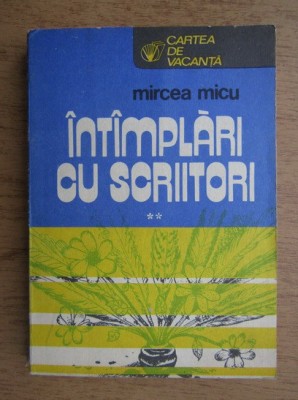 CARTEA
DE
VACANȚĂ
mircea micu
ÎNTÎMPLĂRI
CU SCRIITORI
**